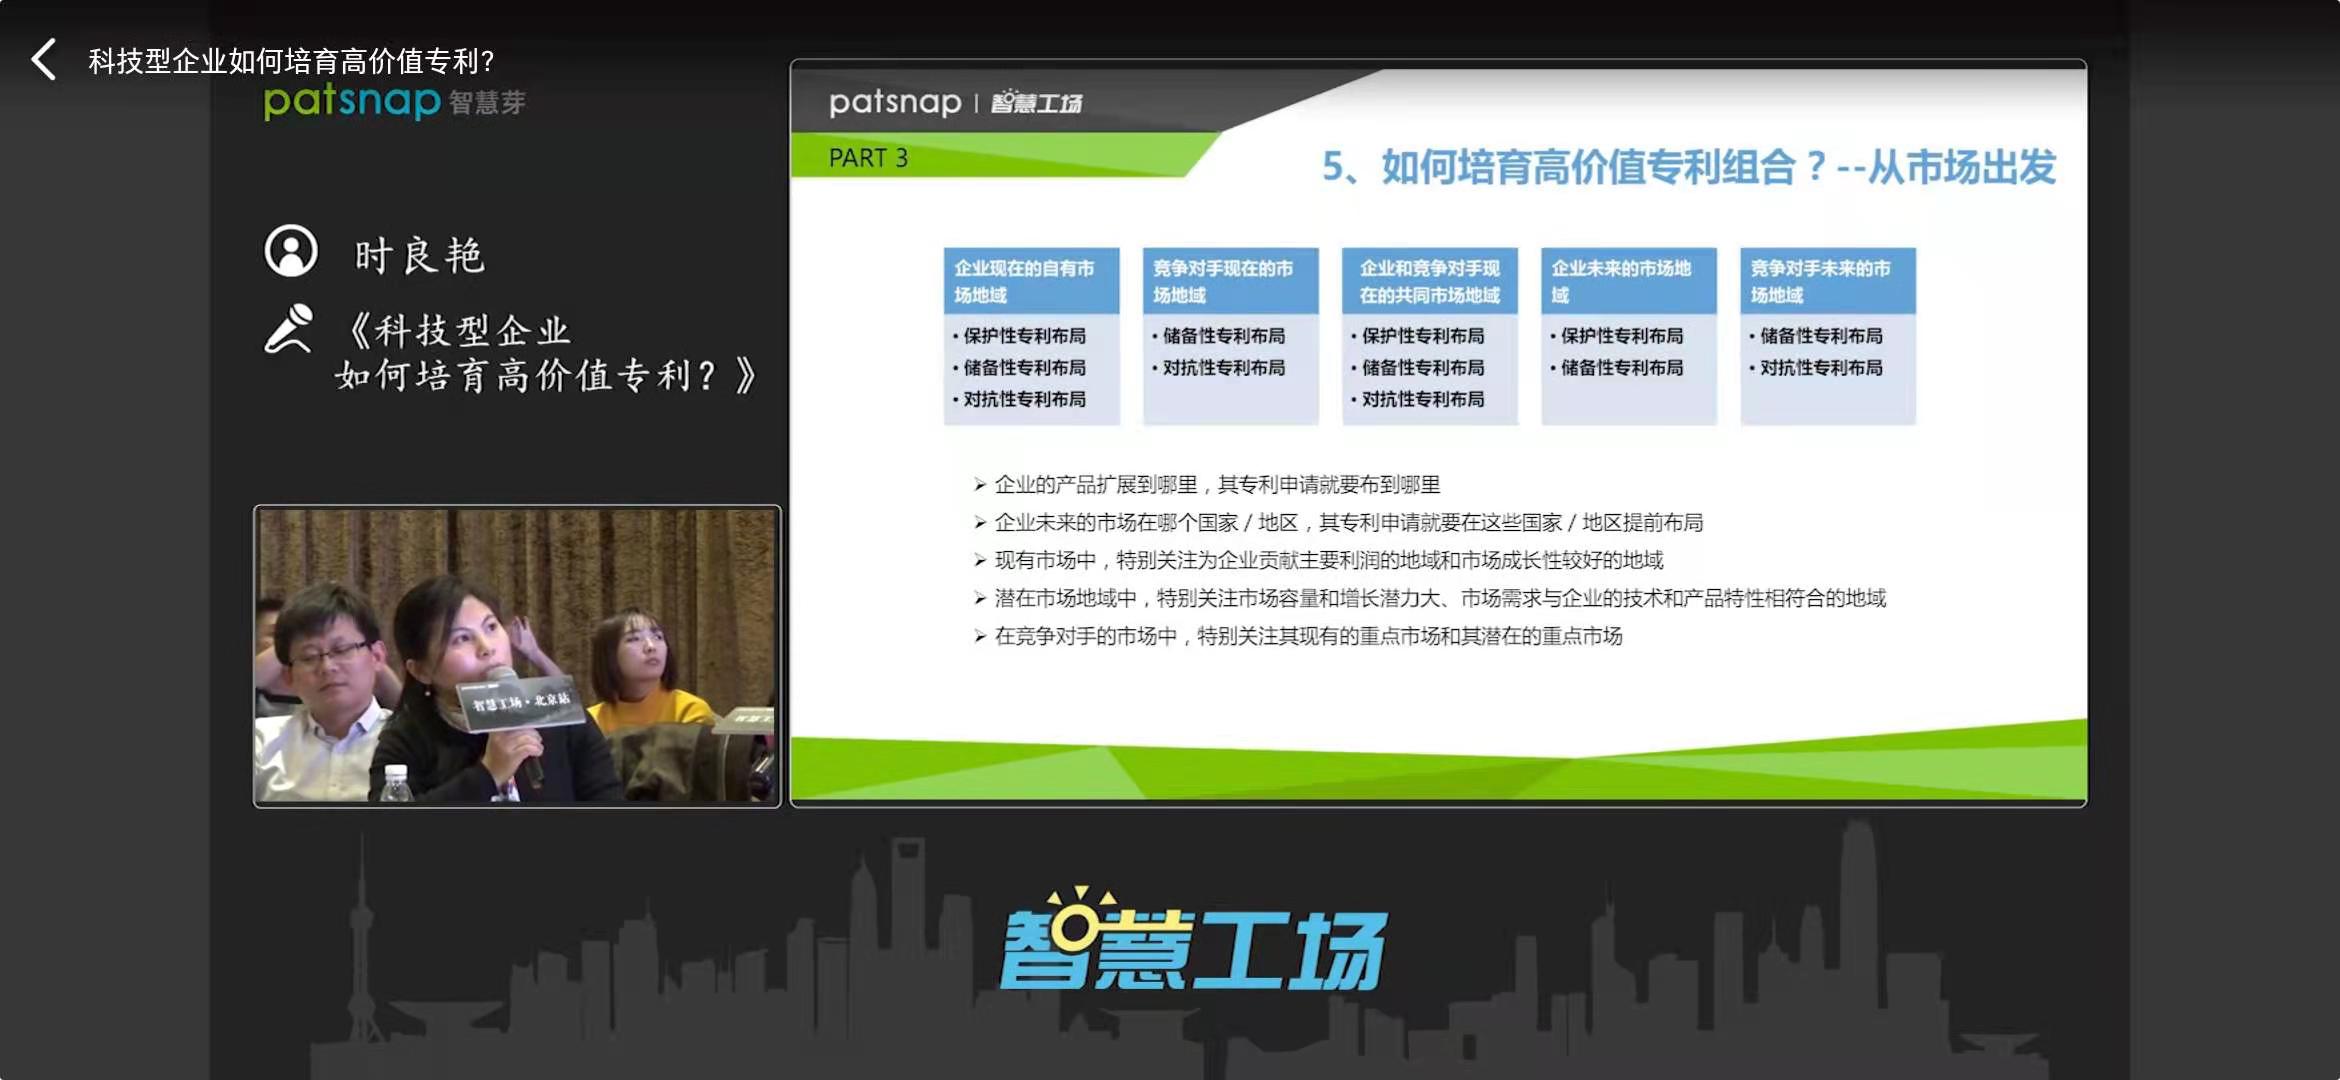 科技型企业如何培育高价值专利？
patsnap 智慧芽
时良艳
《科技型企业
如何培育高价值专利？》
智慧工场·北京站
patsnap | 智慧工场
PART 3
5、如何培育高价值专利组合？--从市场出发
企业现在的自有市
场地域
• 保护性专利布局
• 储备性专利布局
• 对抗性专利布局
竞争对手现在的市
场地域
• 储备性专利布局
• 对抗性专利布局
企业和竞争对手现
在的共同市场地域
• 保护性专利布局
• 储备性专利布局
• 对抗性专利布局
企业未来的市场地
域
• 保护性专利布局
• 储备性专利布局
竞争对手未来的市
场地域
• 储备性专利布局
• 对抗性专利布局
➢ 企业的产品扩展到哪里，其专利申请就要布到哪里
➢ 企业未来的市场在哪个国家/地区，其专利申请就要在这些国家/地区提前布局
➢ 现有市场中，特别关注为企业贡献主要利润的地域和市场成长性较好的地域
➢ 潜在市场地域中，特别关注市场容量和增长潜力大、市场需求与企业的技术和产品特性相符合的地域
➢ 在竞争对手的市场中，特别关注其现有的重点市场和其潜在的重点市场
智慧工场